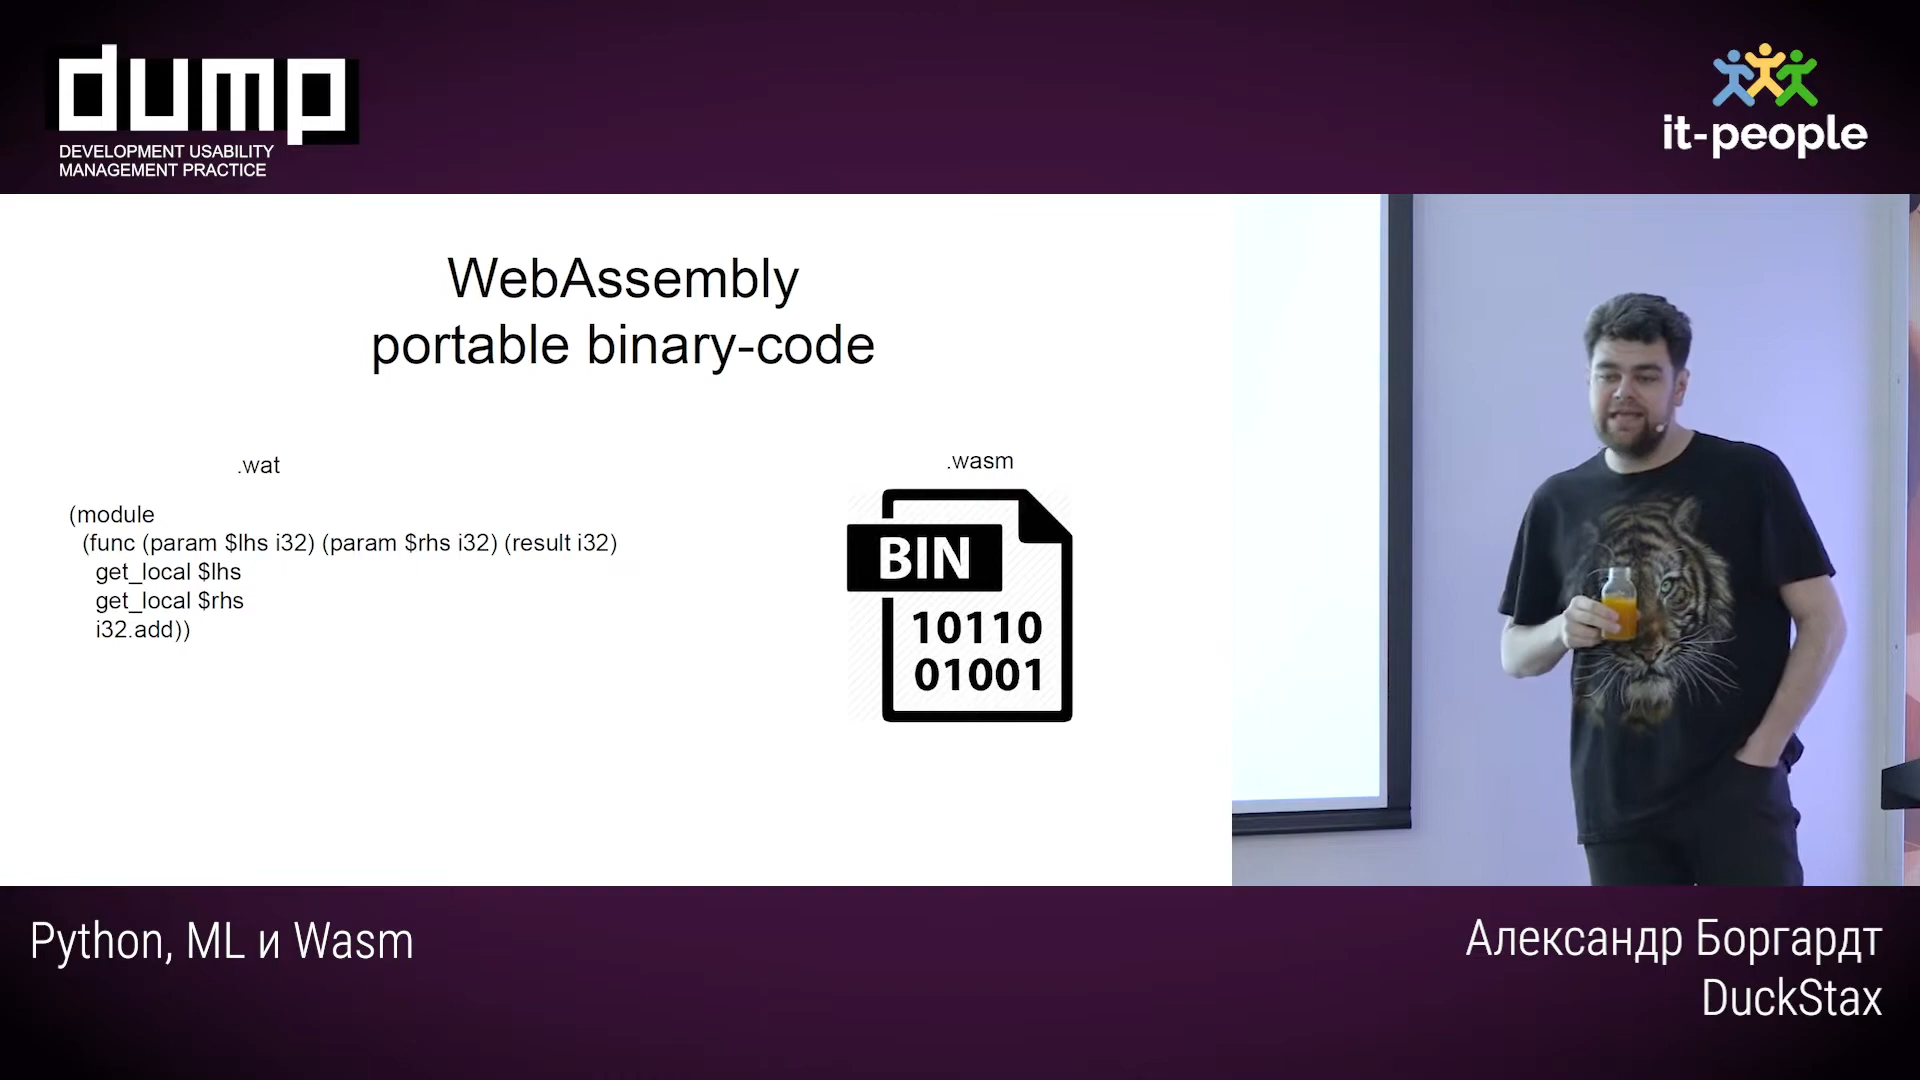 dump
DEVELOPMENT USABILITY
MANAGEMENT PRACTICE
it-people
WebAssembly
portable binary-code
.wat
(module
(func (param $lhs i32) (param $rhs i32) (result i32)
get_local $lhs
get_local $rhs
i32.add))
.wasm
BIN
10110
01001
Python, ML и Wasm
Александр Боргардт
DuckStax